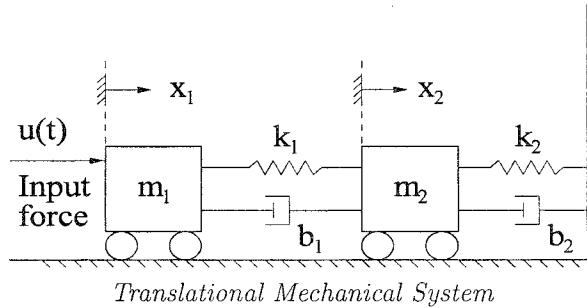 x₁
x₂
u(t)
k₁
k₂
Input
force
m₁
m₂
b₁
b₂
Translational Mechanical System